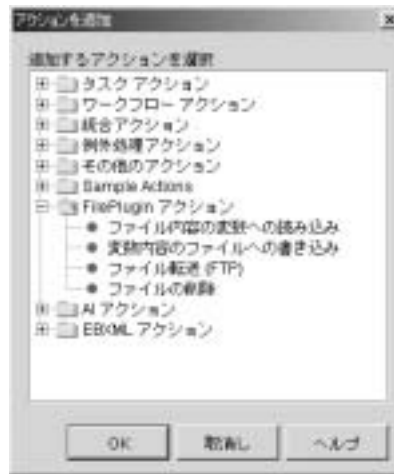 アクションを追加
追加するアクションを選択
タスク アクション
ワークフロー アクション
統合アクション
例外処理アクション
その他のアクション
Sample Actions
FilePlugin アクション
ファイル内容の変数への読み込み
変数内容のファイルへの書き込み
ファイル転送 (FTP)
ファイルの削除
AI アクション
EBXML アクション
OK 取消し ヘルプ